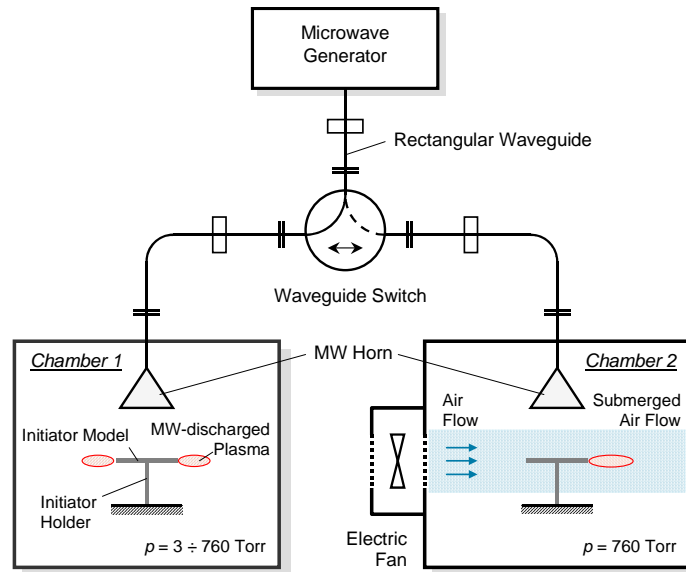 Microwave
Generator
Rectangular Waveguide
Waveguide Switch
Chamber 1
MW Horn
Chamber 2
Initiator Model
MW-discharged
Plasma
Initiator
Holder
p = 3 ÷ 760 Torr
Air
Flow
Submerged
Air Flow
Electric
Fan
p = 760 Torr